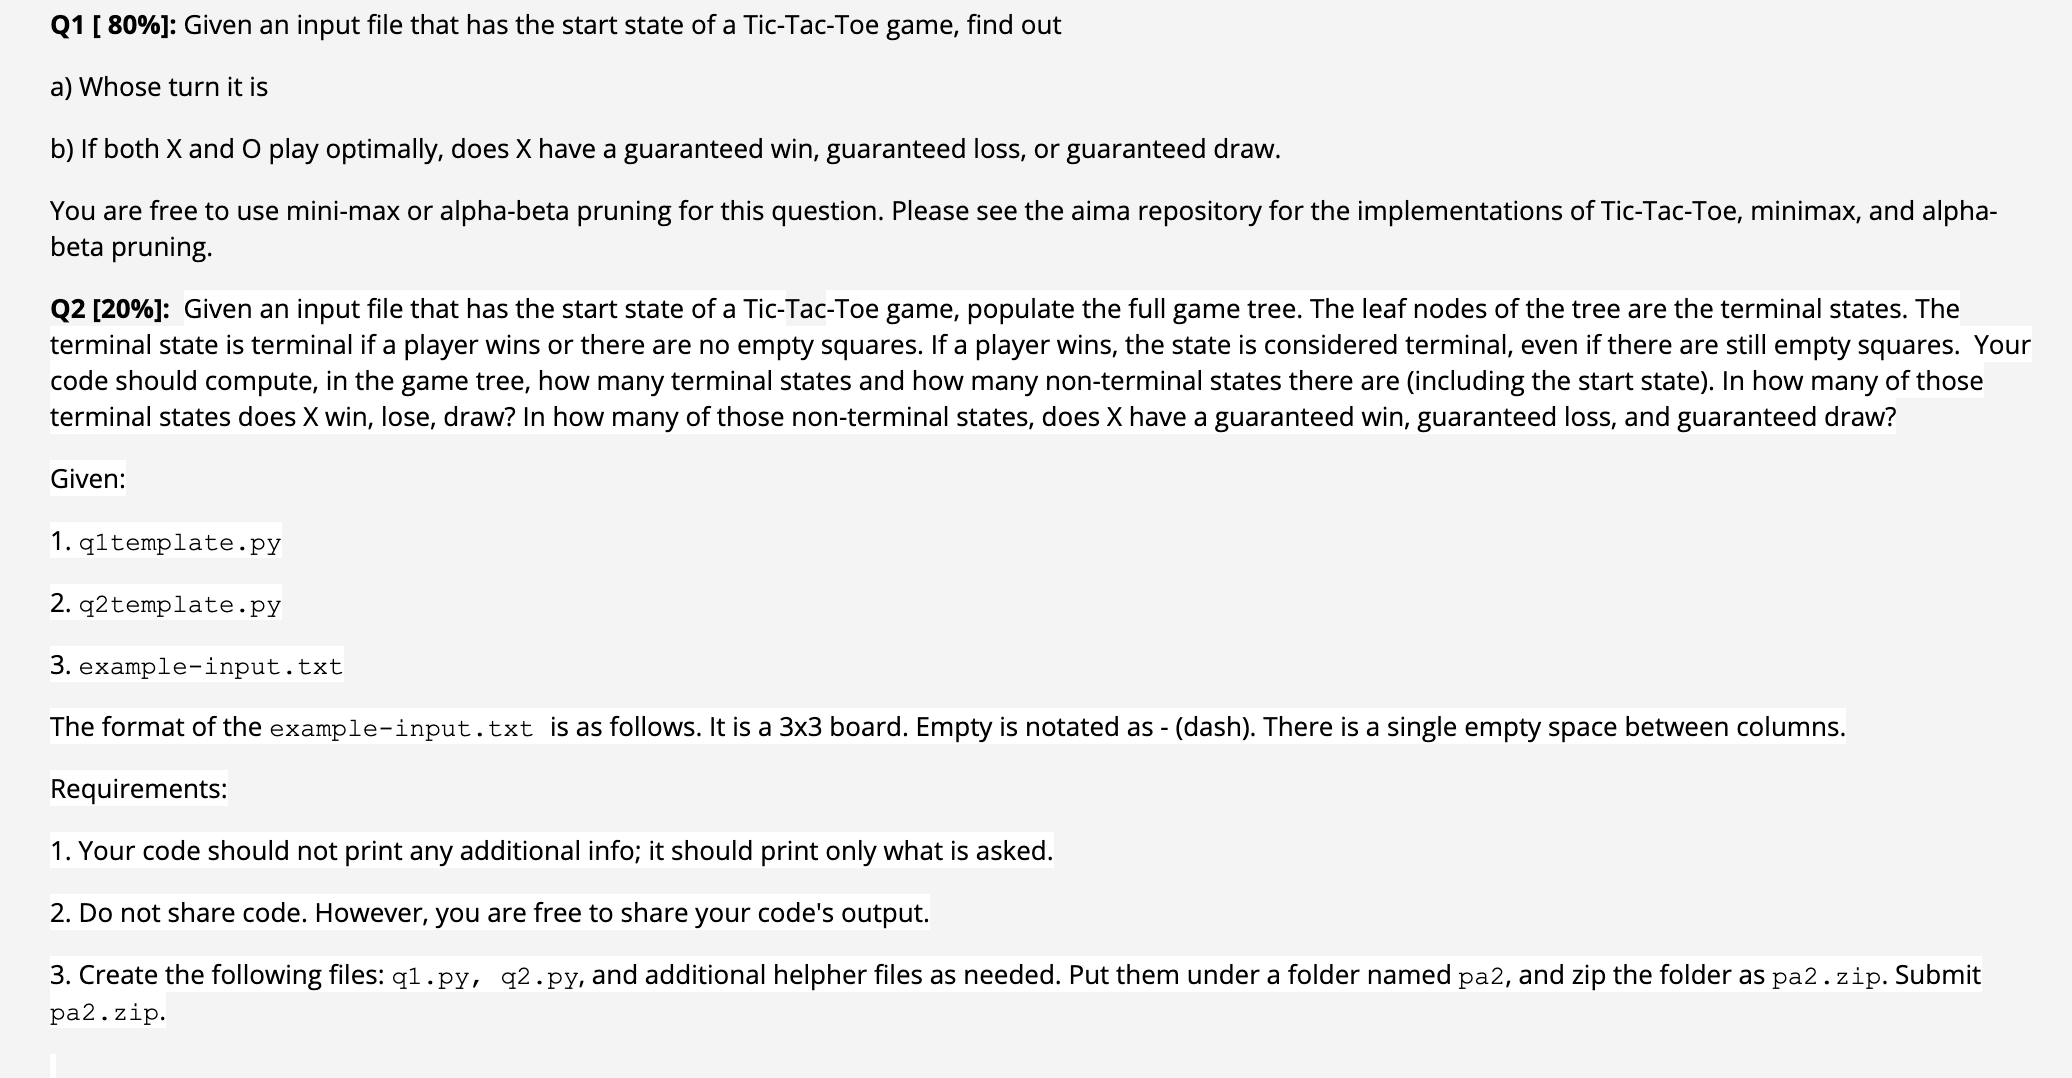 Q1 [ 80%]: Given an input file that has the start state of a Tic-Tac-Toe game, find out
a) Whose turn it is
b) If both X and O play optimally, does X have a guaranteed win, guaranteed loss, or guaranteed draw.
You are free to use mini-max or alpha-beta pruning for this question. Please see the aima repository for the implementations of Tic-Tac-Toe, minimax, and alpha-
beta pruning.
Q2 [20%]: Given an input file that has the start state of a Tic-Tac-Toe game, populate the full game tree. The leaf nodes of the tree are the terminal states. The
terminal state is terminal if a player wins or there are no empty squares. If a player wins, the state is considered terminal, even if there are still empty squares. Your
code should compute, in the game tree, how many terminal states and how many non-terminal states there are (including the start state). In how many of those
terminal states does X win, lose, draw? In how many of those non-terminal states, does X have a guaranteed win, guaranteed loss, and guaranteed draw?
Given:
1. q1template.py
2. q2template.py
3. example-input.txt
The format of the example-input.txt is as follows. It is a 3x3 board. Empty is notated as - (dash). There is a single empty space between columns.
Requirements:
1. Your code should not print any additional info; it should print only what is asked.
2. Do not share code. However, you are free to share your code's output.
3. Create the following files: q1.py, q2.py, and additional helpher files as needed. Put them under a folder named pa2, and zip the folder as pa2.zip. Submit
pa2.zip.